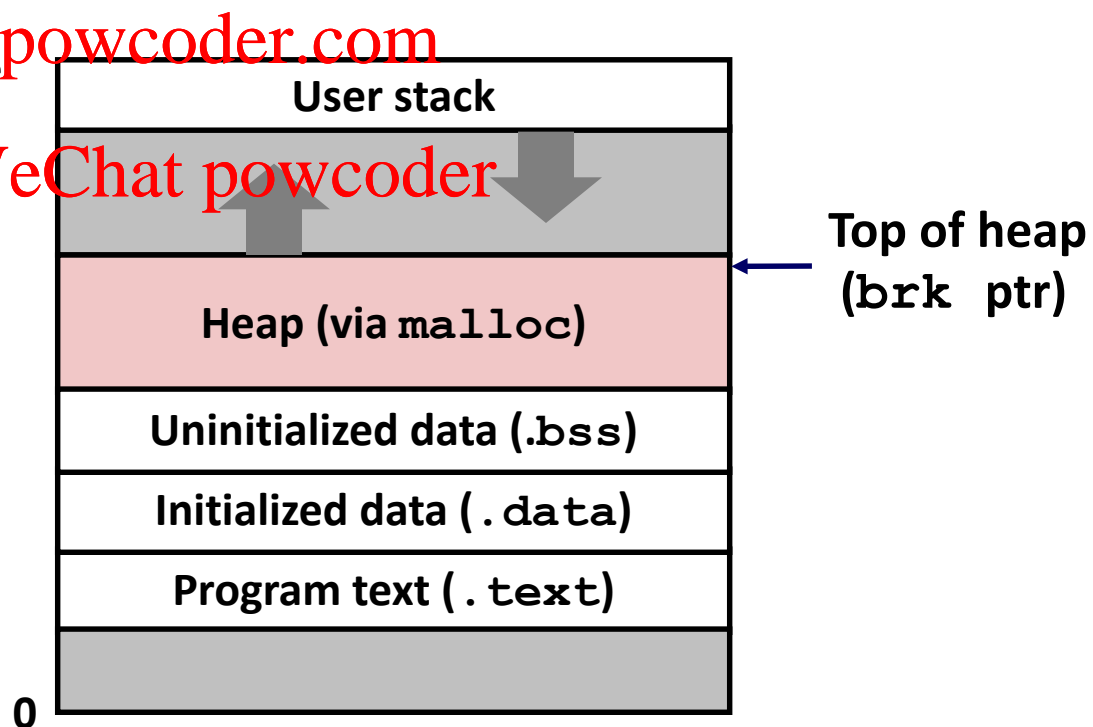 powcoder.com
User stack
eChat powcoder
Top of heap
(brk ptr)
Heap (via malloc)
Uninitialized data (.bss)
Initialized data (.data)
Program text (.text)
0